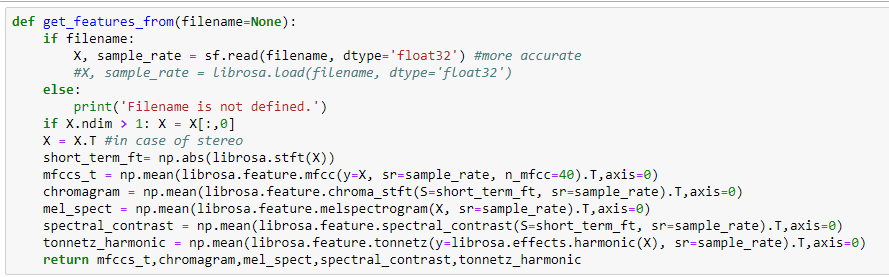 def get_features_from(filename=None):
    if filename:
        X, sample_rate = sf.read(filename, dtype='float32') #more accurate
        #X, sample_rate = librosa.load(filename, dtype='float32')
    else:
        print('Filename is not defined.')
    if X.ndim > 1: X = X[:,0]
    X = X.T #in case of stereo
    short_term_ft= np.abs(librosa.stft(X))
    mfccs_t = np.mean(librosa.feature.mfcc(y=X, sr=sample_rate, n_mfcc=40).T,axis=0)
    chromagram = np.mean(librosa.feature.chroma_stft(S=short_term_ft, sr=sample_rate).T,axis=0)
    mel_spect = np.mean(librosa.feature.melspectrogram(X, sr=sample_rate).T,axis=0)
    spectral_contrast = np.mean(librosa.feature.spectral_contrast(S=short_term_ft, sr=sample_rate).T,axis=0)
    tonnetz_harmonic = np.mean(librosa.feature.tonnetz(y=librosa.effects.harmonic(X), sr=sample_rate).T,axis=0)
    return mfccs_t,chromagram,mel_spect,spectral_contrast,tonnetz_harmonic